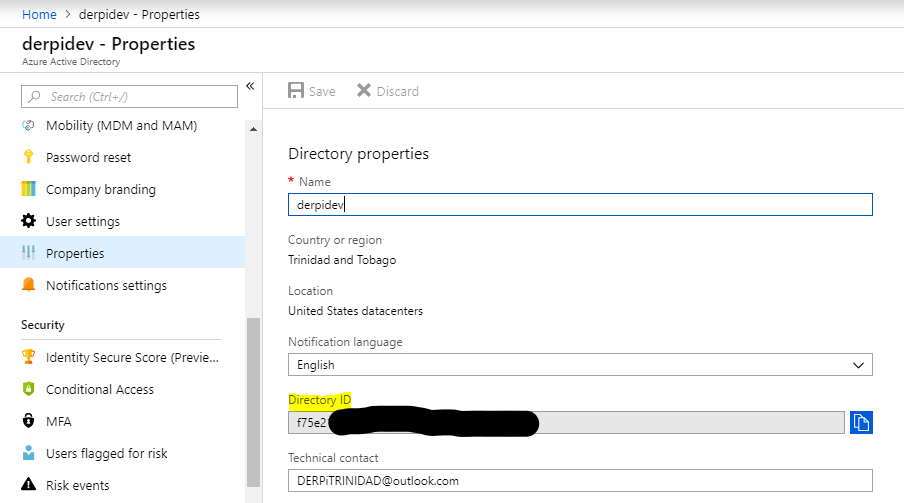 Home > derpidev - Properties
derpidev - Properties
Azure Active Directory
Search (Ctrl+/)
«
Save Discard
Mobility (MDM and MAM)
Password reset
Company branding
User settings
Properties
Notifications settings
Security
Identity Secure Score (Previe...
Conditional Access
MFA
Users flagged for risk
Risk events
Directory properties
* Name
derpidev
Country or region
Trinidad and Tobago
Location
United States datacenters
Notification language
English
Directory ID
f75e2
Technical contact
DERPiTRINIDAD@outlook.com